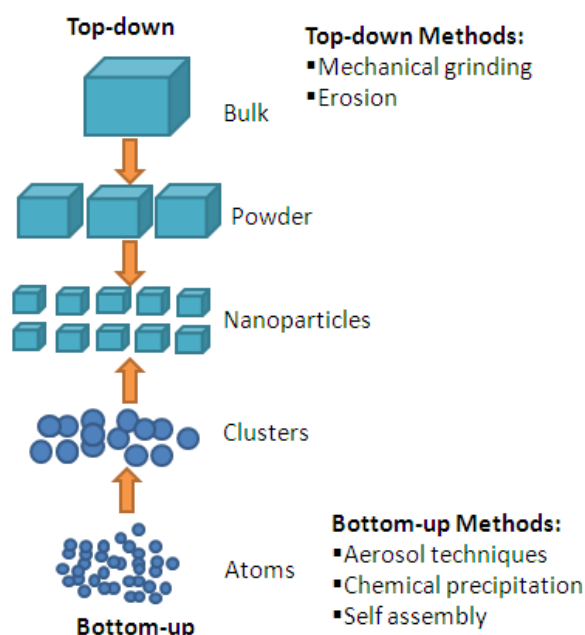 Top-down
Top-down Methods:
▪Mechanical grinding
▪Erosion
Bulk
Powder
Nanoparticles
Clusters
Atoms
Bottom-up
Bottom-up Methods:
▪Aerosol techniques
▪Chemical precipitation
▪Self assembly